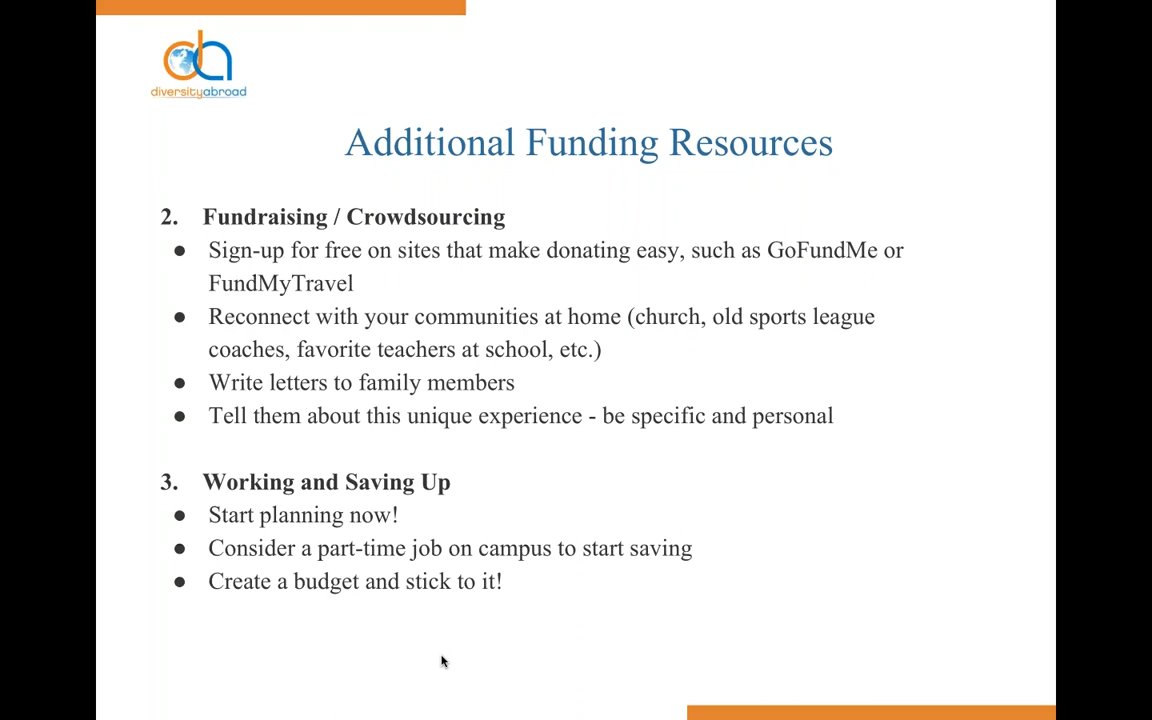 diversityabroad
Additional Funding Resources
2. Fundraising / Crowdsourcing
● Sign-up for free on sites that make donating easy, such as GoFundMe or
FundMyTravel
● Reconnect with your communities at home (church, old sports league
coaches, favorite teachers at school, etc.)
● Write letters to family members
● Tell them about this unique experience - be specific and personal
3. Working and Saving Up
● Start planning now!
● Consider a part-time job on campus to start saving
● Create a budget and stick to it!